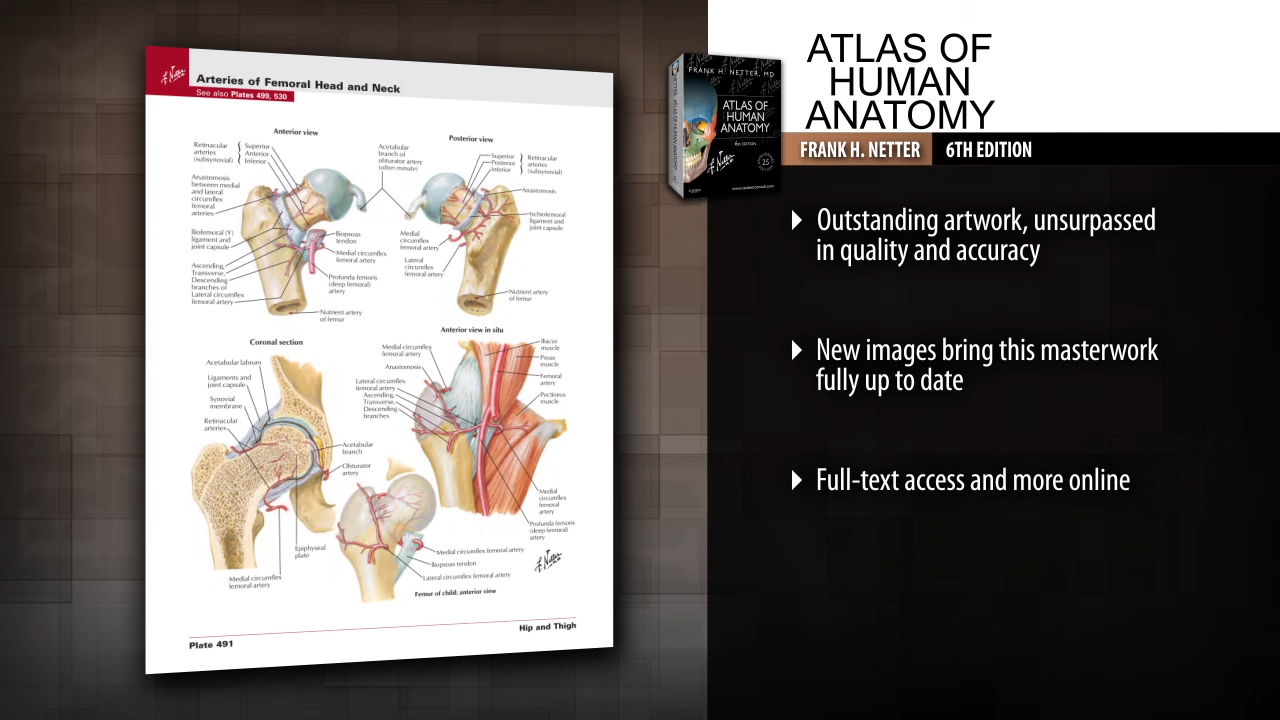 Arteries of Femoral Head and Neck
See also Plates 499, 530
Anterior view
Retinacular
arteries
(subsynovial)
Superior
Anterior
Inferior
Anastomosis
between medial
and lateral
circumflex
femoral
arteries
Iliofemoral (Y)
ligament and
joint capsule
Ascending,
Transverse,
Descending
branches of
Lateral circumflex
femoral artery
Acetabular
branch of
obturator artery
(often minute)
Iliopsoas
tendon
Medial circumflex
femoral artery
Profunda femoris
(deep femoral)
artery
Nutrient artery
of femur
Posterior view
Superior
Posterior
Inferior
Retinacular
arteries
(subsynovial)
Anastomosis
Ischiofemoral
ligament and
joint capsule
Medial
circumflex
femoral artery
Lateral
circumflex
femoral artery
Nutrient artery
of femur
Coronal section
Acetabular labrum
Ligaments and
joint capsule
Synovial
membrane
Retinacular
arteries
Acetabular
branch
Obturator
artery
Epiphyseal
plate
Medial circumflex
femoral artery
Anterior view in situ
Medial circumflex
femoral artery
Anastomosis
Lateral circumflex
femoral artery
Ascending,
Transverse,
Descending
branches
Iliacus
muscle
Psoas
muscle
Femoral
artery
Pectineus
muscle
Medial
circumflex
femoral
artery
Profunda femoris
(deep femoral)
artery
Medial circumflex femoral artery
Iliopsoas tendon
Lateral circumflex femoral artery
Femur of child: anterior view
F. Netter
Plate 491
Hip and Thigh
FRANK H. NETTER, MD
ATLAS OF
HUMAN
ANATOMY
6th EDITION
F. Netter
25
www.studentconsult.com
ATLAS OF
HUMAN
ANATOMY
FRANK H. NETTER
6TH EDITION
Outstanding artwork, unsurpassed
in quality and accuracy
New images bring this masterwork
fully up to date
Full-text access and more online